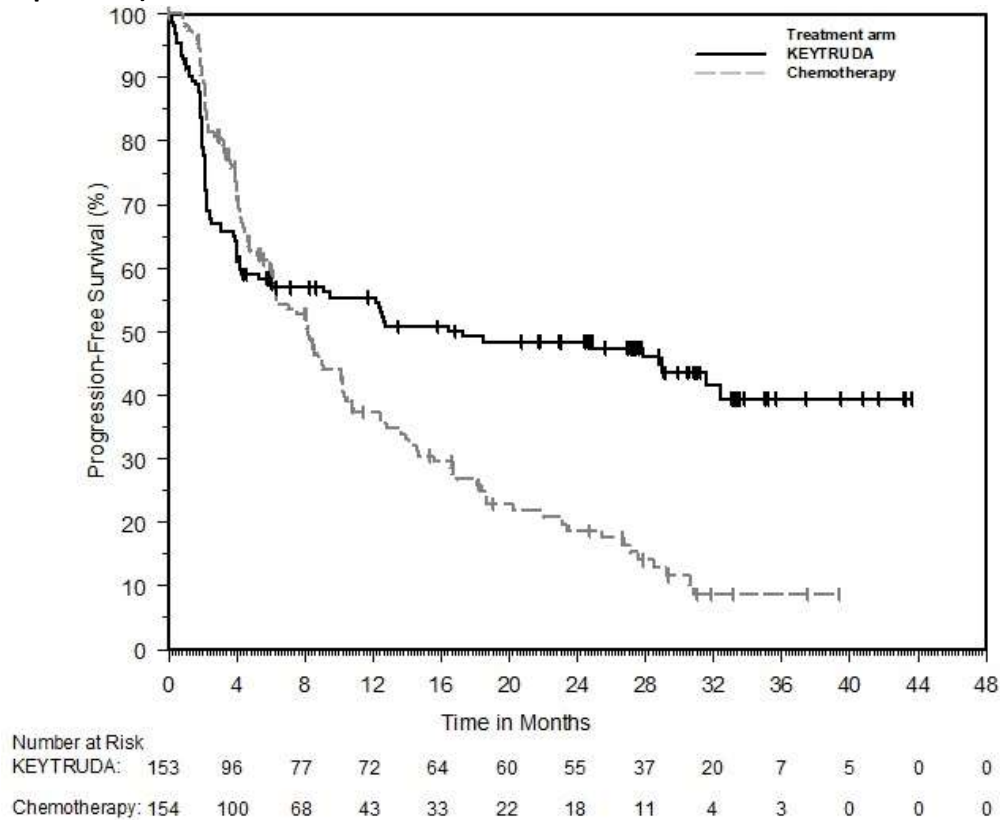 Treatment arm
KEYTRUDA
Chemotherapy
100
90
80
70
60
50
40
30
20
10
0
Progression-Free Survival (%)
0 4 8 12 16 20 24 28 32 36 40 44 48
Time in Months
Number at Risk
KEYTRUDA: 153 96 77 72 64 60 55 37 20 7 5 0 0
Chemotherapy: 154 100 68 43 33 22 18 11 4 3 0 0 0